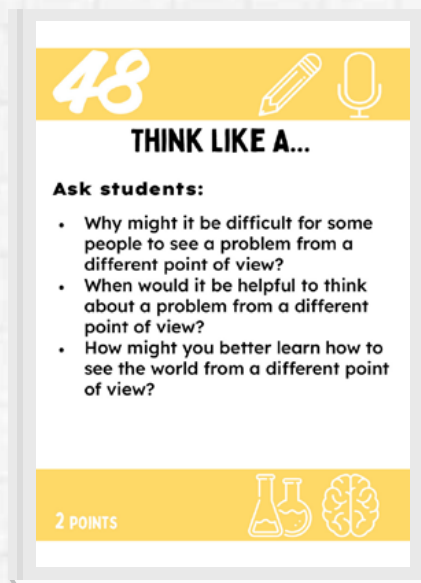 48
THINK LIKE A...
Ask students:
• Why might it be difficult for some
people to see a problem from a
different point of view?
• When would it be helpful to think
about a problem from a different
point of view?
• How might you better learn how to
see the world from a different point
of view?
2 POINTS